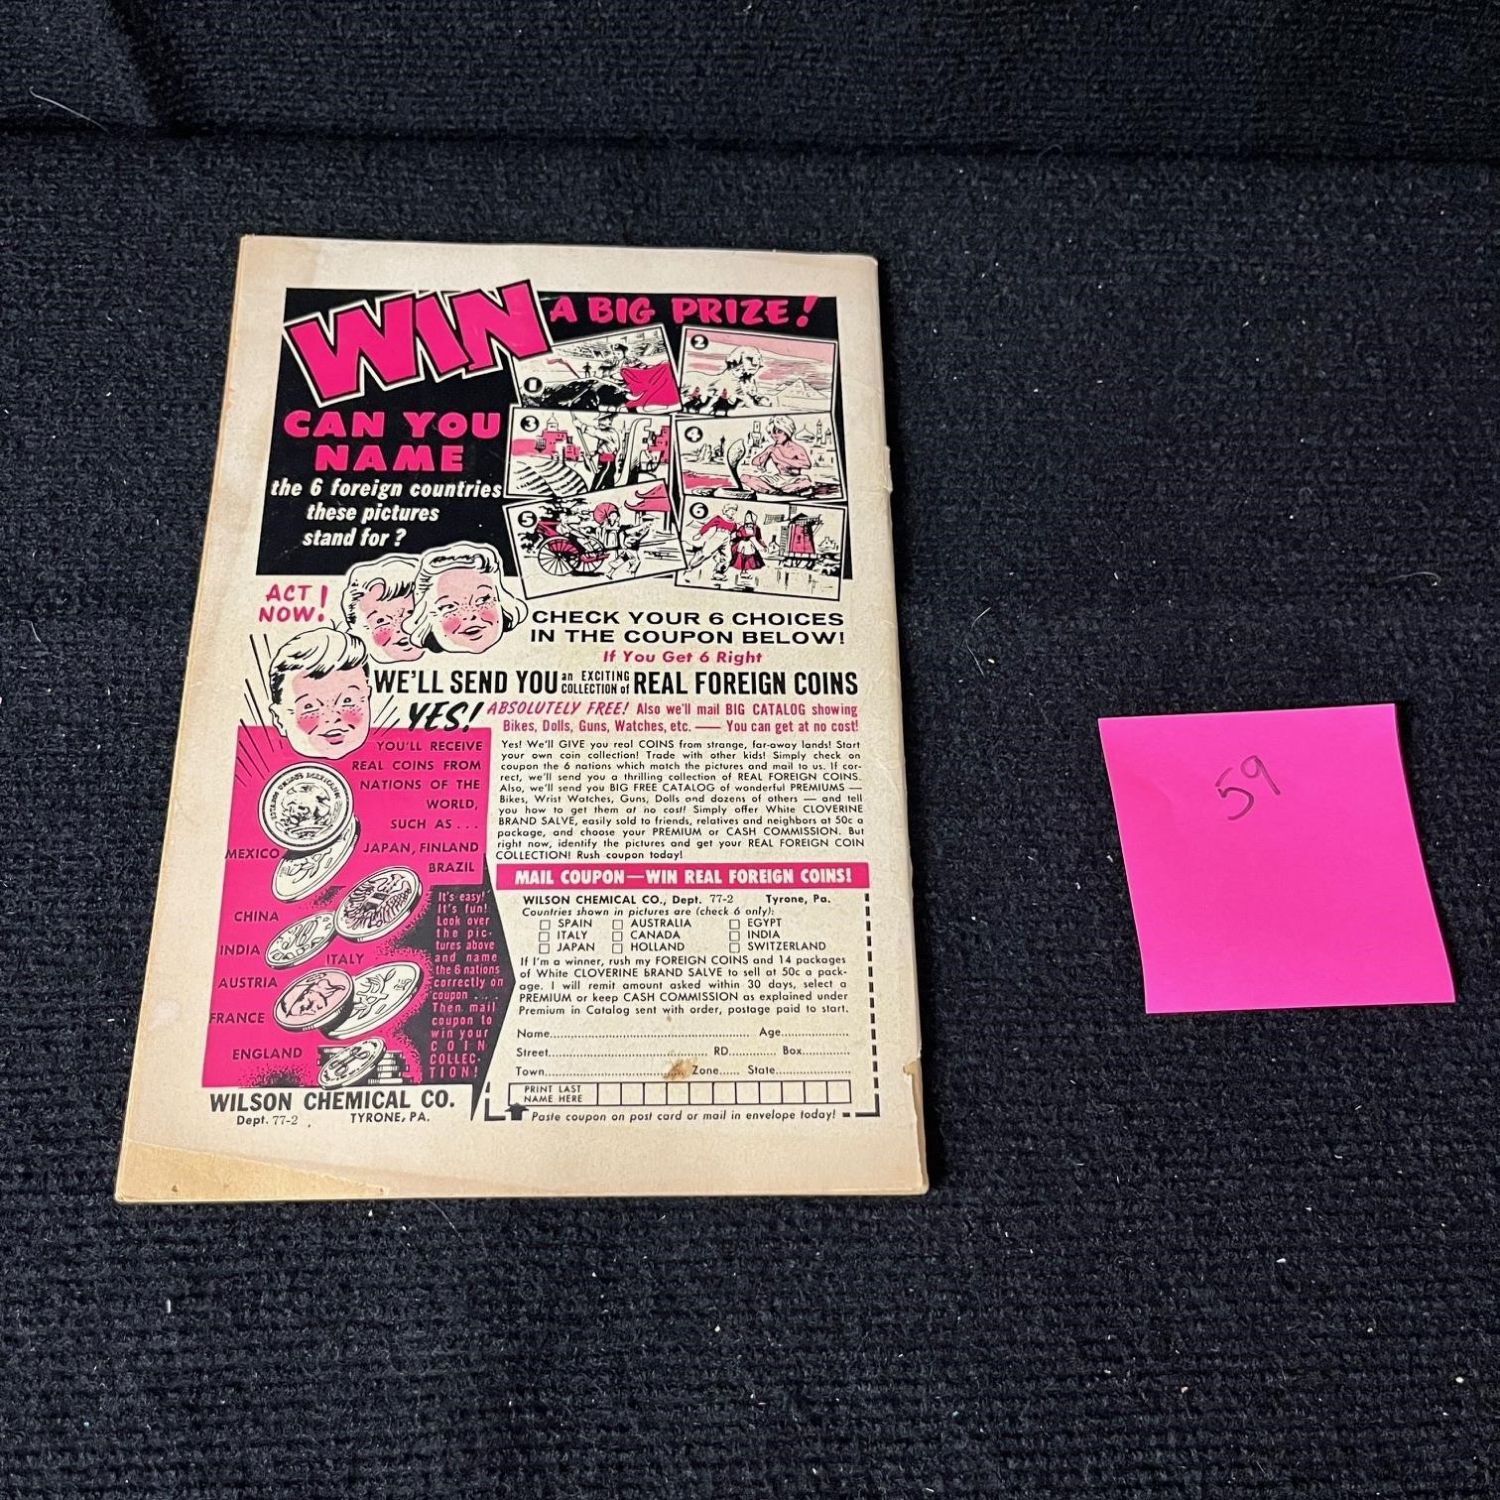 WIN A BIG PRIZE!
CAN YOU
NAME
the 6 foreign countries
these pictures
stand for?
1
2
3
4
5
6
ACT
NOW!
CHECK YOUR 6 CHOICES
IN THE COUPON BELOW!
If You Get 6 Right
WE'LL SEND YOU an EXCITING COLLECTION of REAL FOREIGN COINS
YES! ABSOLUTELY FREE! Also we'll mail BIG CATALOG showing
Bikes, Dolls, Guns, Watches, etc. — You can get at no cost!
YOU'LL RECEIVE
REAL COINS FROM
NATIONS OF THE
WORLD,
SUCH AS...
JAPAN, FINLAND
BRAZIL
MEXICO
CHINA
INDIA
ITALY
AUSTRIA
FRANCE
ENGLAND
It's easy!
It's fun!
Look over
the pic-
tures above
and name
the 6 nations
correctly on
coupon ...
Then mail
coupon to
win your
COIN
COLLEC-
TION!
WILSON CHEMICAL CO.
Dept. 77-2 TYRONE, PA.
Yes! We'll GIVE you real COINS from strange, far-away lands! Start
your own coin collection! Trade with other kids! Simply check on
coupon the 6 nations which match the pictures and mail to us. If cor-
rect, we'll send you a thrilling collection of REAL FOREIGN COINS.
Also, we'll send you BIG FREE CATALOG of wonderful PREMIUMS —
Bikes, Wrist Watches, Guns, Dolls and dozens of others — and tell
you how to get them at no cost! Simply offer White CLOVERINE
BRAND SALVE, easily sold to friends, relatives and neighbors at 50c a
package, and choose your PREMIUM or CASH COMMISSION. But
right now, identify the pictures and get your REAL FOREIGN COIN
COLLECTION! Rush coupon today!
MAIL COUPON—WIN REAL FOREIGN COINS!
WILSON CHEMICAL CO., Dept. 77-2 Tyrone, Pa.
Countries shown in pictures are (check 6 only):
SPAIN AUSTRALIA EGYPT
ITALY CANADA INDIA
JAPAN HOLLAND SWITZERLAND
If I'm a winner, rush my FOREIGN COINS and 14 packages
of White CLOVERINE BRAND SALVE to sell at 50c a pack-
age. I will remit amount asked within 30 days, select a
PREMIUM or keep CASH COMMISSION as explained under
Premium in Catalog sent with order, postage paid to start.
Name Age
Street RD Box
Town Zone State
PRINT LAST
NAME HERE
Paste coupon on post card or mail in envelope today!
59